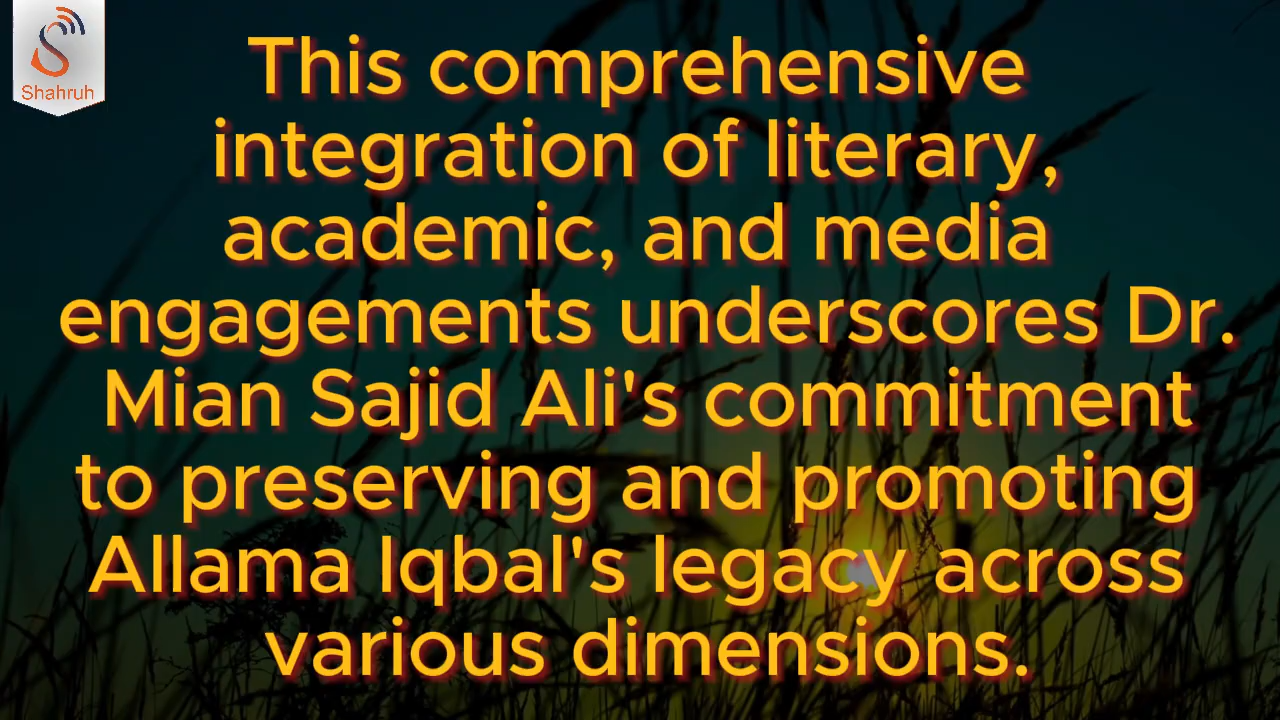 Shahruh
This comprehensive
integration of literary,
academic, and media
engagements underscores Dr.
Mian Sajid Ali's commitment
to preserving and promoting
Allama Iqbal's legacy across
various dimensions.